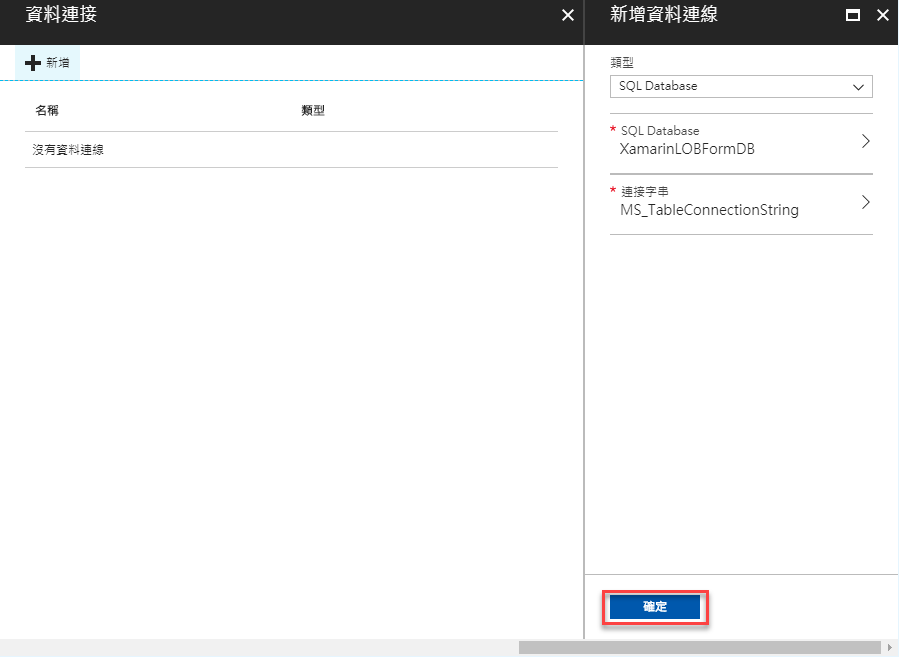 資料連接
新增
名稱 類型
沒有資料連線
新增資料連線
類型
SQL Database
* SQL Database
XamarinLOBFormDB
* 連接字串
MS_TableConnectionString
確定